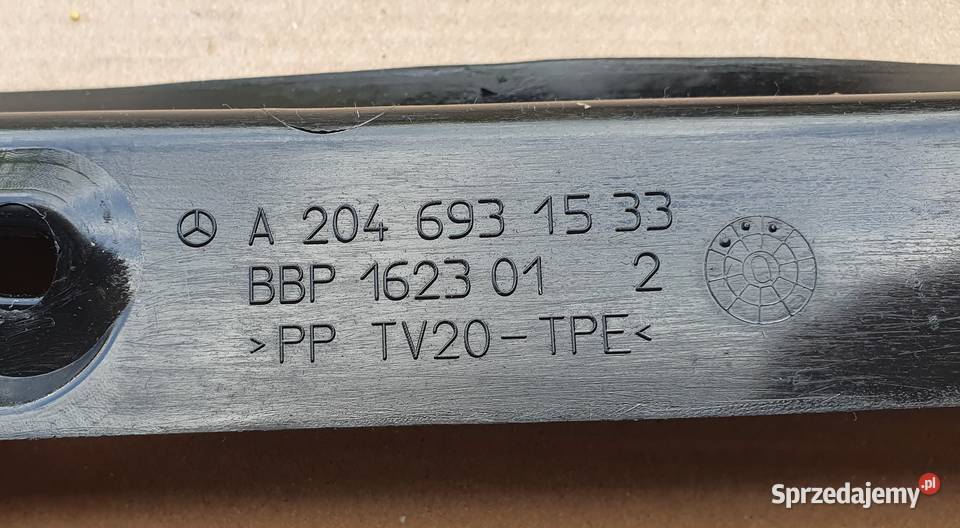 A 204 693 15 33
BBP 1623 01 2
>PP TV20-TPE<
Sprzedajemy.pl